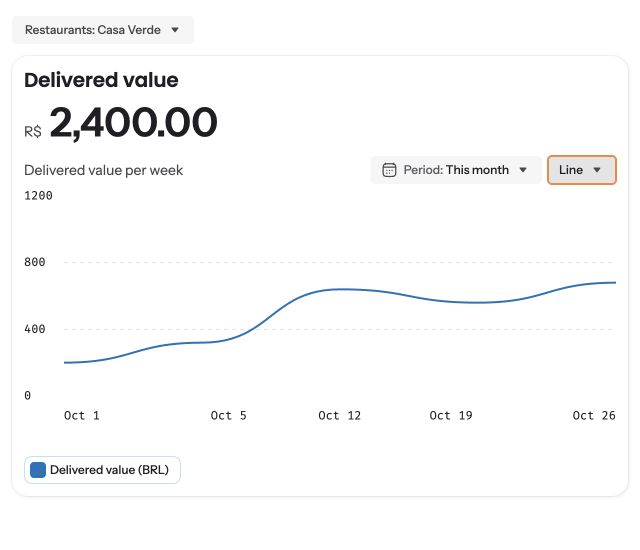 Restaurants: Casa Verde
Delivered value
R$ 2,400.00
Delivered value per week
Period: This month
Line
1200
800
400
0
Oct 1 Oct 5 Oct 12 Oct 19 Oct 26
Delivered value (BRL)